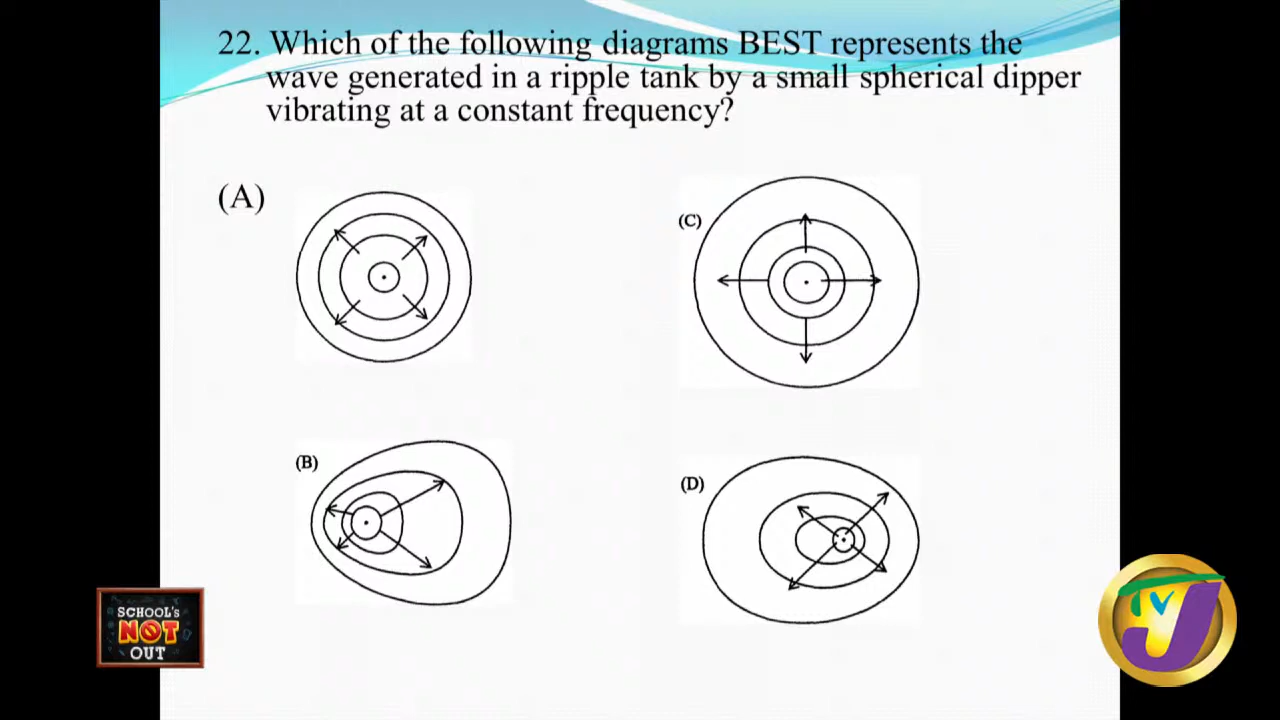 22. Which of the following diagrams BEST represents the
wave generated in a ripple tank by a small spherical dipper
vibrating at a constant frequency?
(A)
(C)
(B)
(D)
SCHOOL's
NOT
OUT
TVJ